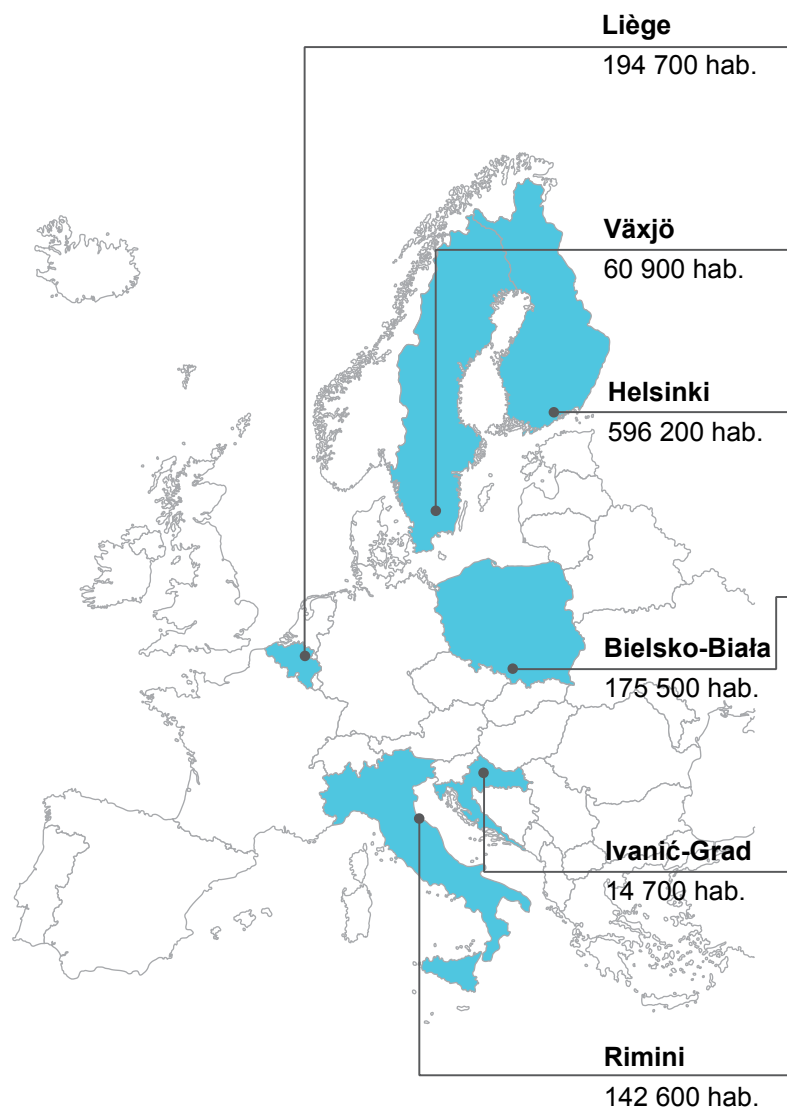 Liège
194 700 hab.
Växjö
60 900 hab.
Helsinki
596 200 hab.
Bielsko-Biała
175 500 hab.
Ivanić-Grad
14 700 hab.
Rimini
142 600 hab.